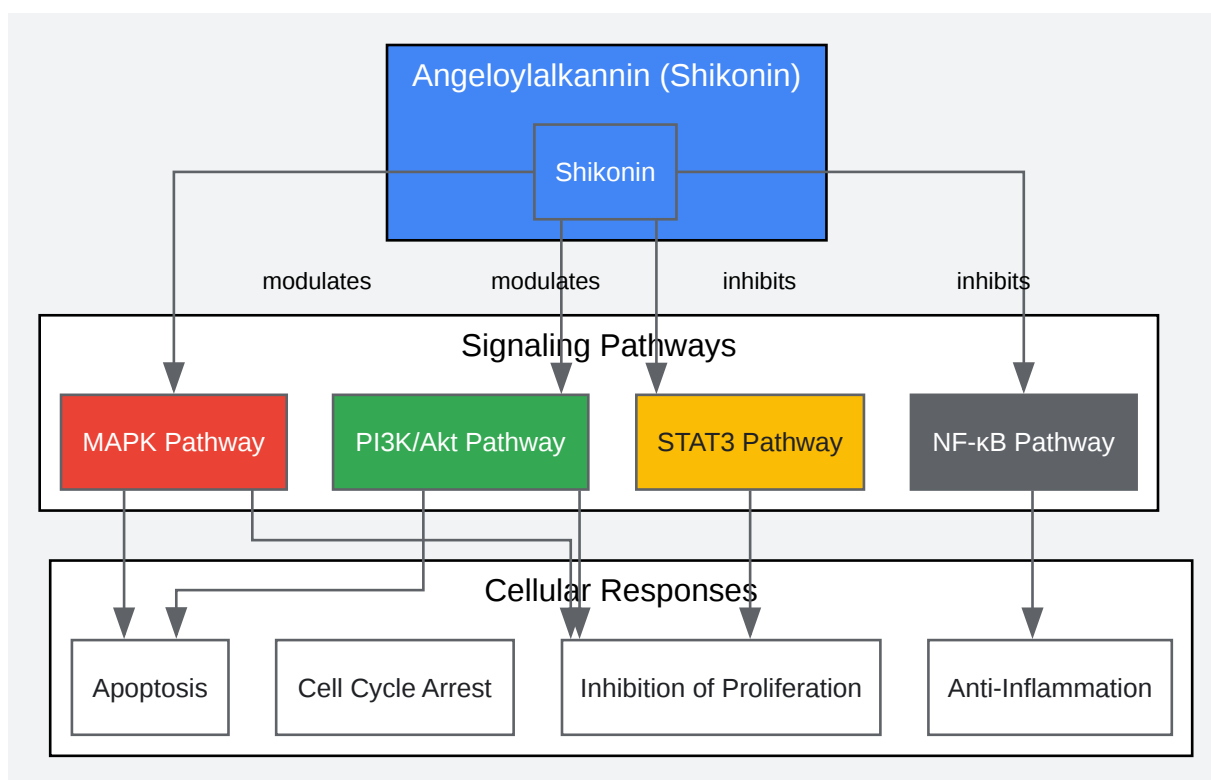 Angeloylalkannin (Shikonin)
Shikonin
modulates
modulates
inhibits
inhibits
Signaling Pathways
MAPK Pathway
PI3K/Akt Pathway
STAT3 Pathway
NF-κB Pathway
Cellular Responses
Apoptosis
Cell Cycle Arrest
Inhibition of Proliferation
Anti-Inflammation